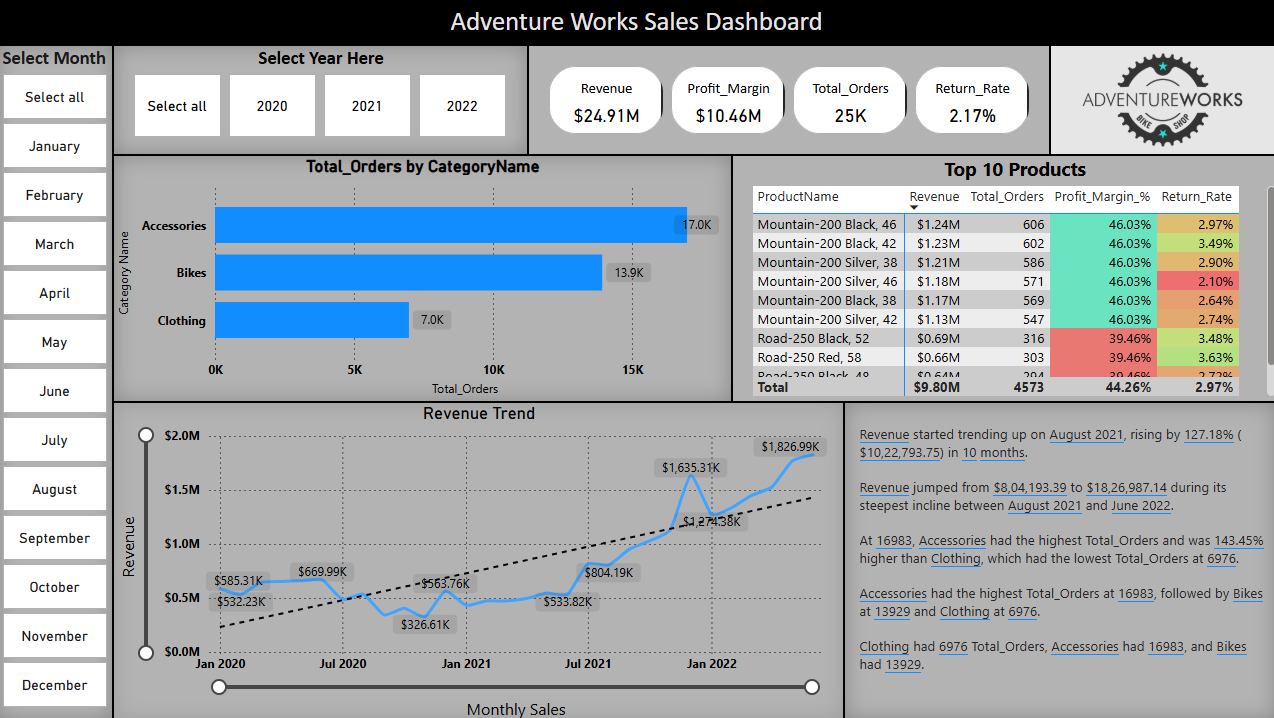 Adventure Works Sales Dashboard
Select Month
Select all
January
February
March
April
May
June
July
August
September
October
November
December
Select Year Here
Select all 2020 2021 2022
Revenue Profit_Margin Total_Orders Return_Rate
$24.91M $10.46M 25K 2.17%
ADVENTUREWORKS
BIKE SHOP
Total_Orders by CategoryName
Category Name
Accessories 17.0K
Bikes 13.9K
Clothing 7.0K
0K 5K 10K 15K
Total_Orders
Top 10 Products
ProductName Revenue Total_Orders Profit_Margin_% Return_Rate
Mountain-200 Black, 46 $1.24M 606 46.03% 2.97%
Mountain-200 Black, 42 $1.23M 602 46.03% 3.49%
Mountain-200 Silver, 38 $1.21M 586 46.03% 2.90%
Mountain-200 Silver, 46 $1.18M 571 46.03% 2.10%
Mountain-200 Black, 38 $1.17M 569 46.03% 2.64%
Mountain-200 Silver, 42 $1.13M 547 46.03% 2.74%
Road-250 Black, 52 $0.69M 316 39.46% 3.48%
Road-250 Red, 58 $0.66M 303 39.46% 3.63%
Road-250 Black, 48 $0.64M 294 39.46% 2.72%
Total $9.80M 4573 44.26% 2.97%
Revenue Trend
Revenue
$2.0M
$1.5M
$1.0M
$0.5M
$0.0M
$585.31K
$532.23K
$669.99K
$326.61K
$563.76K
$533.82K
$804.19K
$1,635.31K
$1,274.38K
$1,826.99K
Jan 2020 Jul 2020 Jan 2021 Jul 2021 Jan 2022
Monthly Sales
Revenue started trending up on August 2021, rising by 127.18% (
$10,22,793.75) in 10 months.
Revenue jumped from $8,04,193.39 to $18,26,987.14 during its
steepest incline between August 2021 and June 2022.
At 16983, Accessories had the highest Total_Orders and was 143.45%
higher than Clothing, which had the lowest Total_Orders at 6976.
Accessories had the highest Total_Orders at 16983, followed by Bikes
at 13929 and Clothing at 6976.
Clothing had 6976 Total_Orders, Accessories had 16983, and Bikes
had 13929.